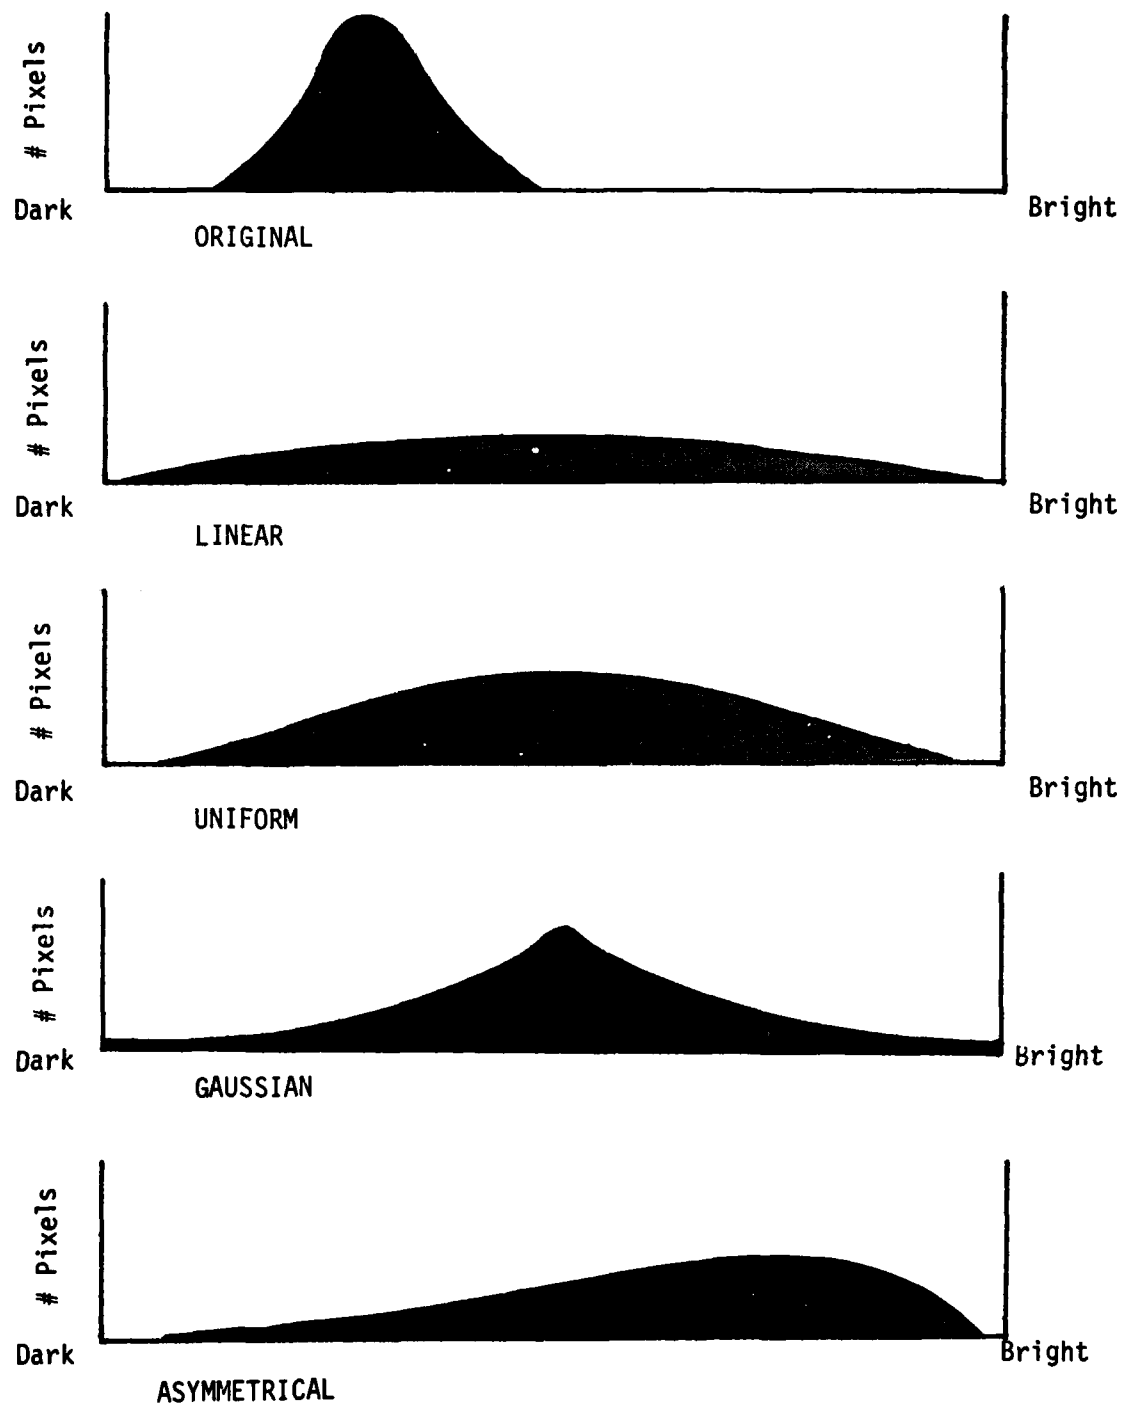 # Pixels
Dark
Bright
ORIGINAL
# Pixels
Dark
Bright
LINEAR
# Pixels
Dark
Bright
UNIFORM
# Pixels
Dark
Bright
GAUSSIAN
# Pixels
Dark
Bright
ASYMMETRICAL